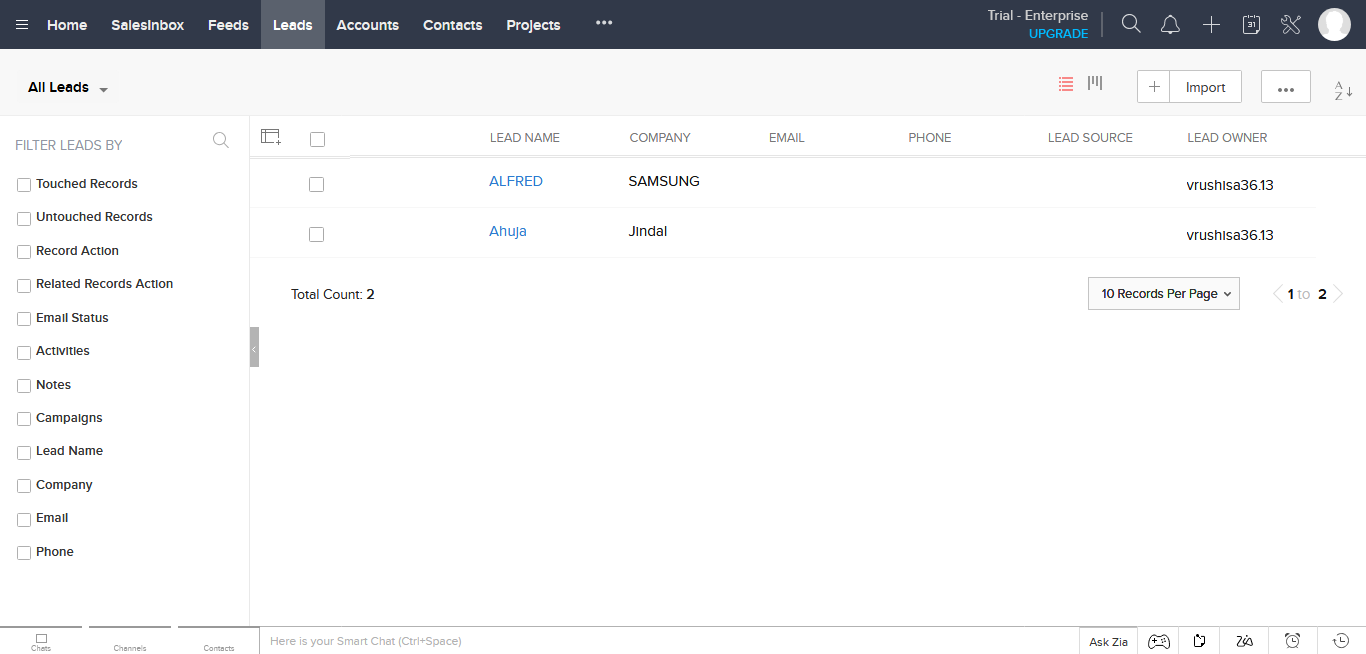 Home SalesInbox Feeds Leads Accounts Contacts Projects ••• Trial - Enterprise
UPGRADE
31
All Leads
Import
•••
A
Z
FILTER LEADS BY
LEAD NAME COMPANY EMAIL PHONE LEAD SOURCE LEAD OWNER
Touched Records
Untouched Records
Record Action
Related Records Action
Email Status
Activities
Notes
Campaigns
Lead Name
Company
Email
Phone
ALFRED SAMSUNG vrushisa36.13
Ahuja Jindal vrushisa36.13
Total Count: 2
10 Records Per Page
1 to 2
Chats
Channels
Contacts
Here is your Smart Chat (Ctrl+Space)
Ask Zia